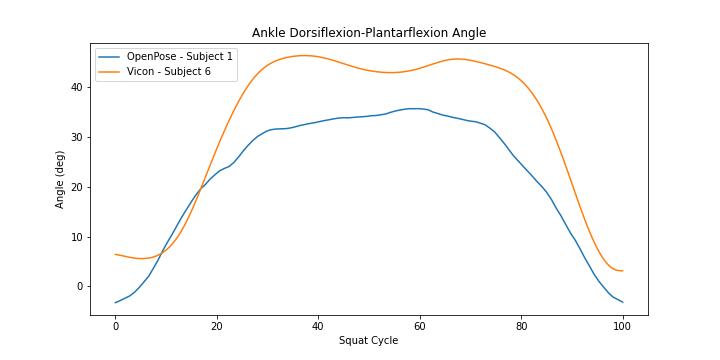 Ankle Dorsiflexion-Plantarflexion Angle
OpenPose - Subject 1
Vicon - Subject 6
Angle (deg)
40
30
20
10
0
0 20 40 60 80 100
Squat Cycle